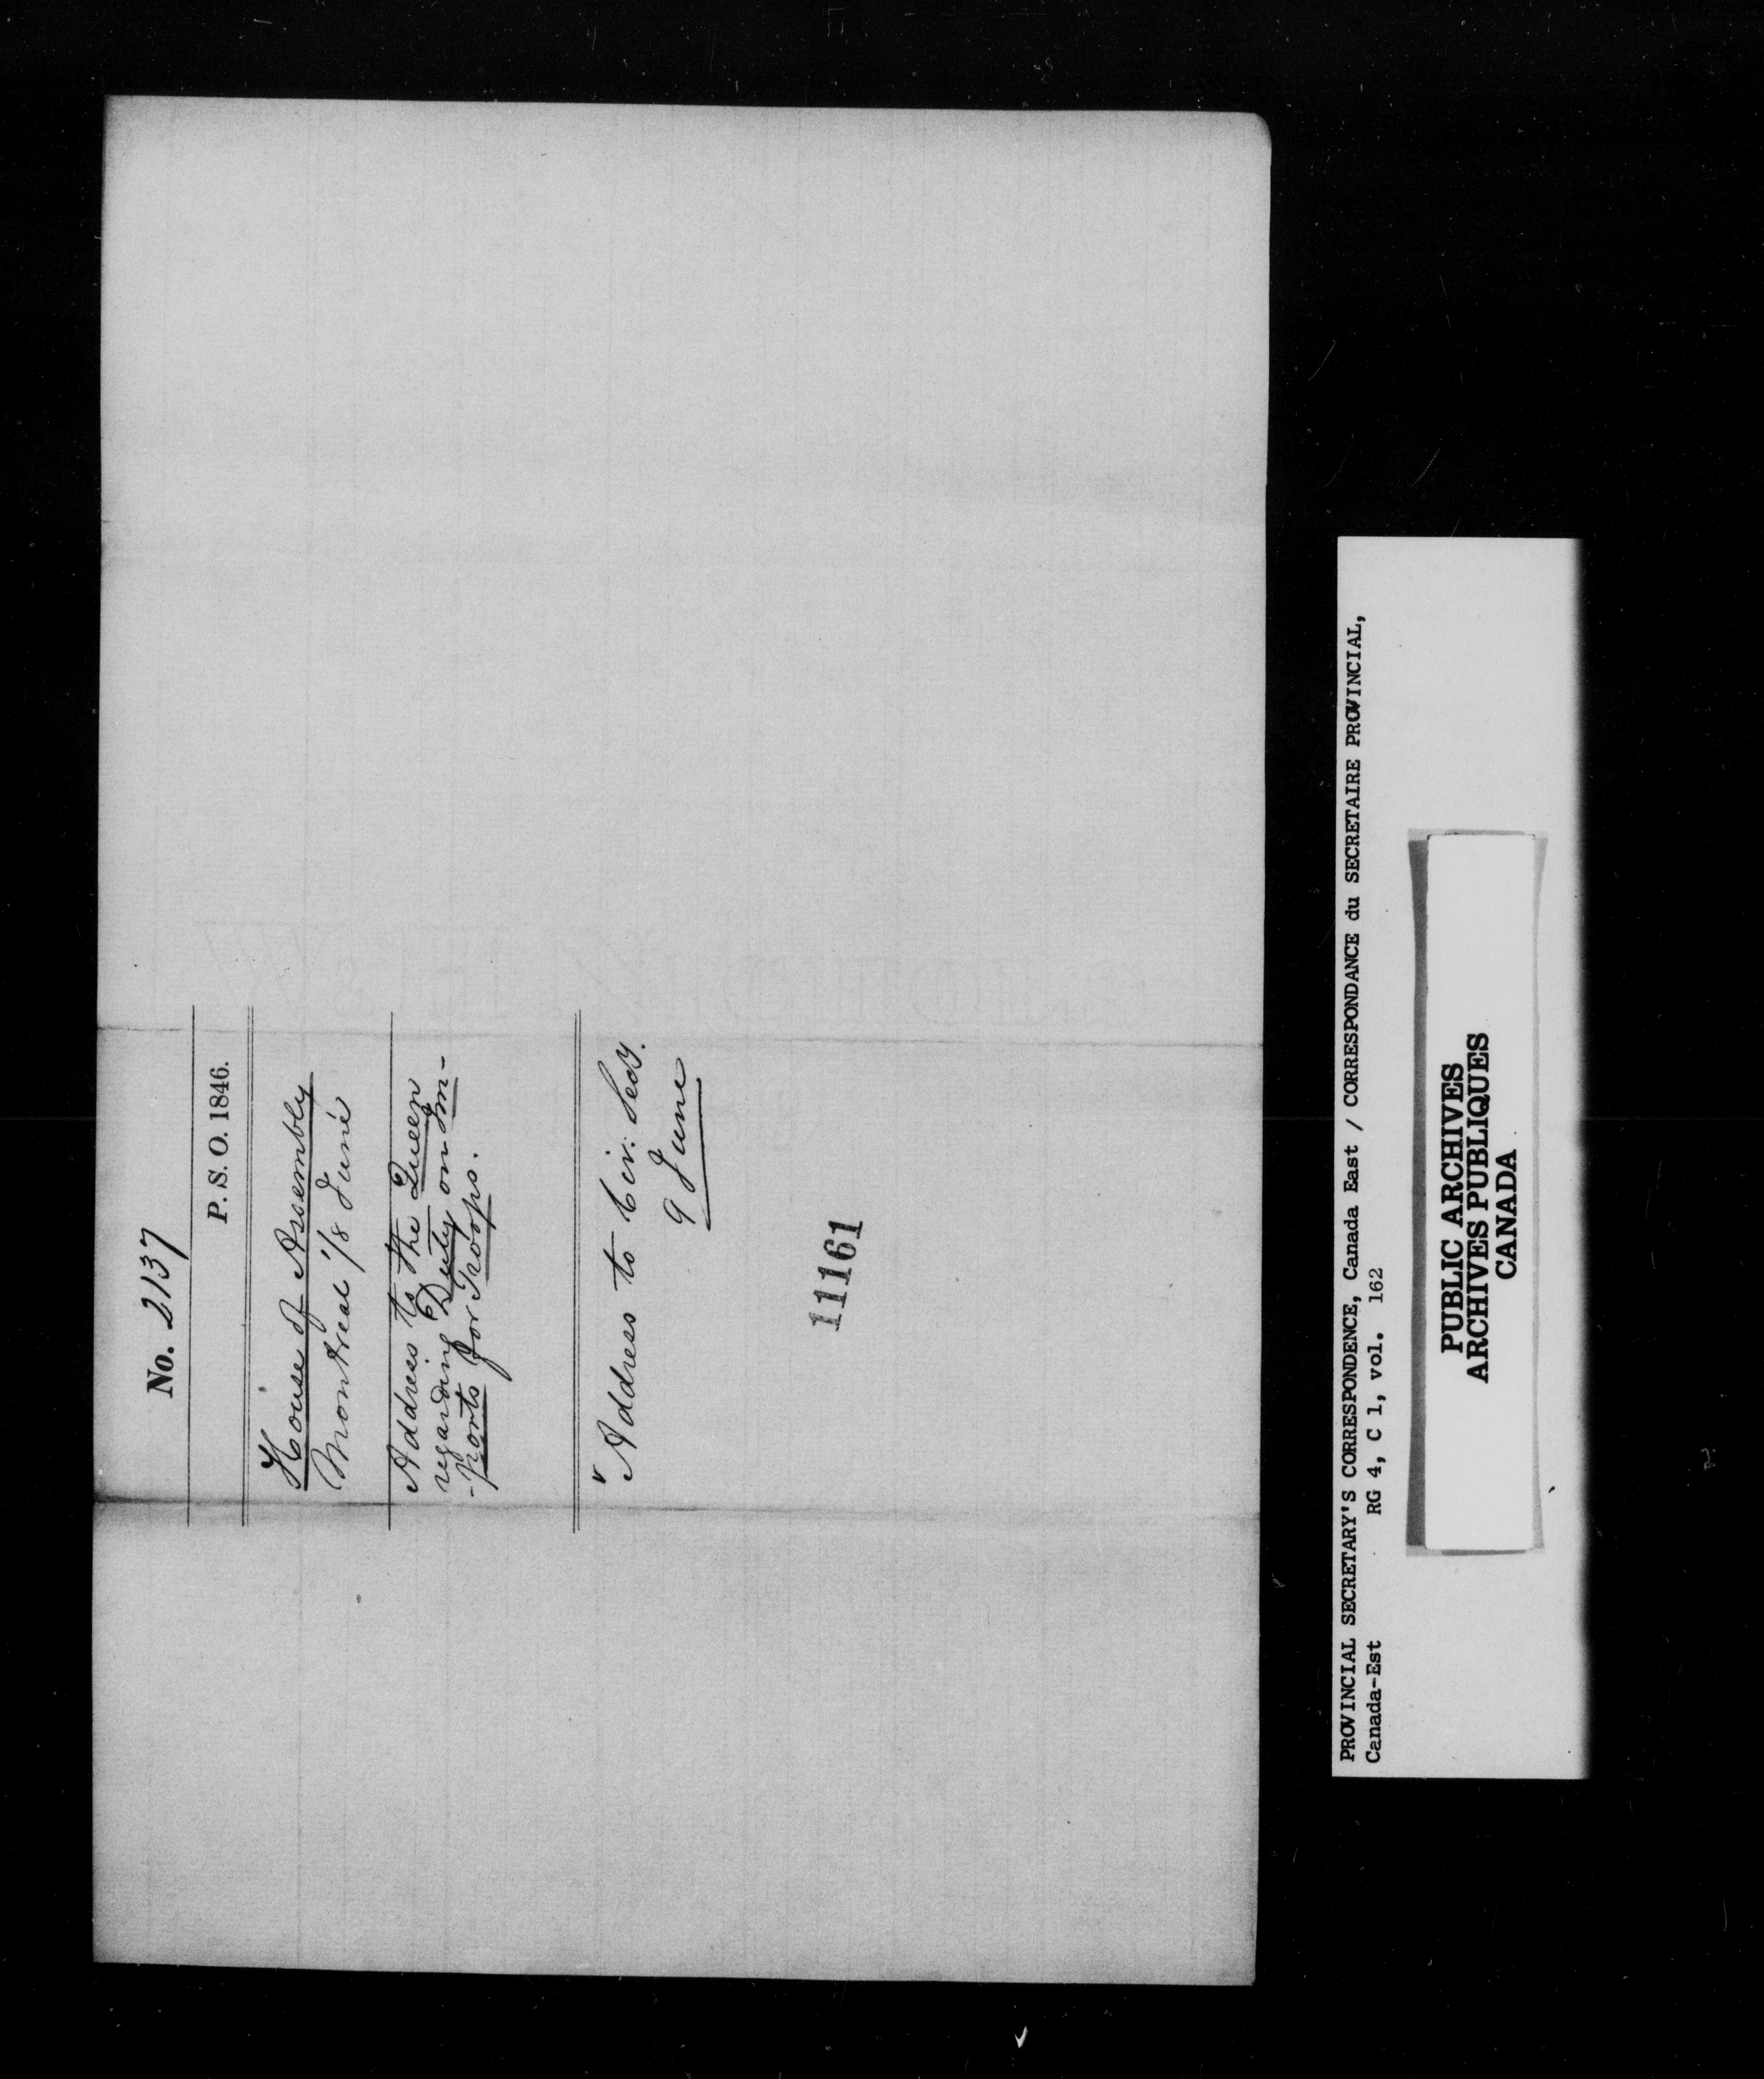 No. 2137
P. S. O. 1846.
House of Assembly
Montreal 1/8 June
Address to the Queen
regarding Duty on Im-
-ports for Troops.
Address to Civ: Secy.
9 June
11161
PROVINCIAL SECRETARY'S CORRESPONDENCE, Canada East / CORRESPONDANCE du SECRETAIRE PROVINCIAL,
Canada-Est RG 4, C 1, vol. 162
PUBLIC ARCHIVES
ARCHIVES PUBLIQUES
CANADA